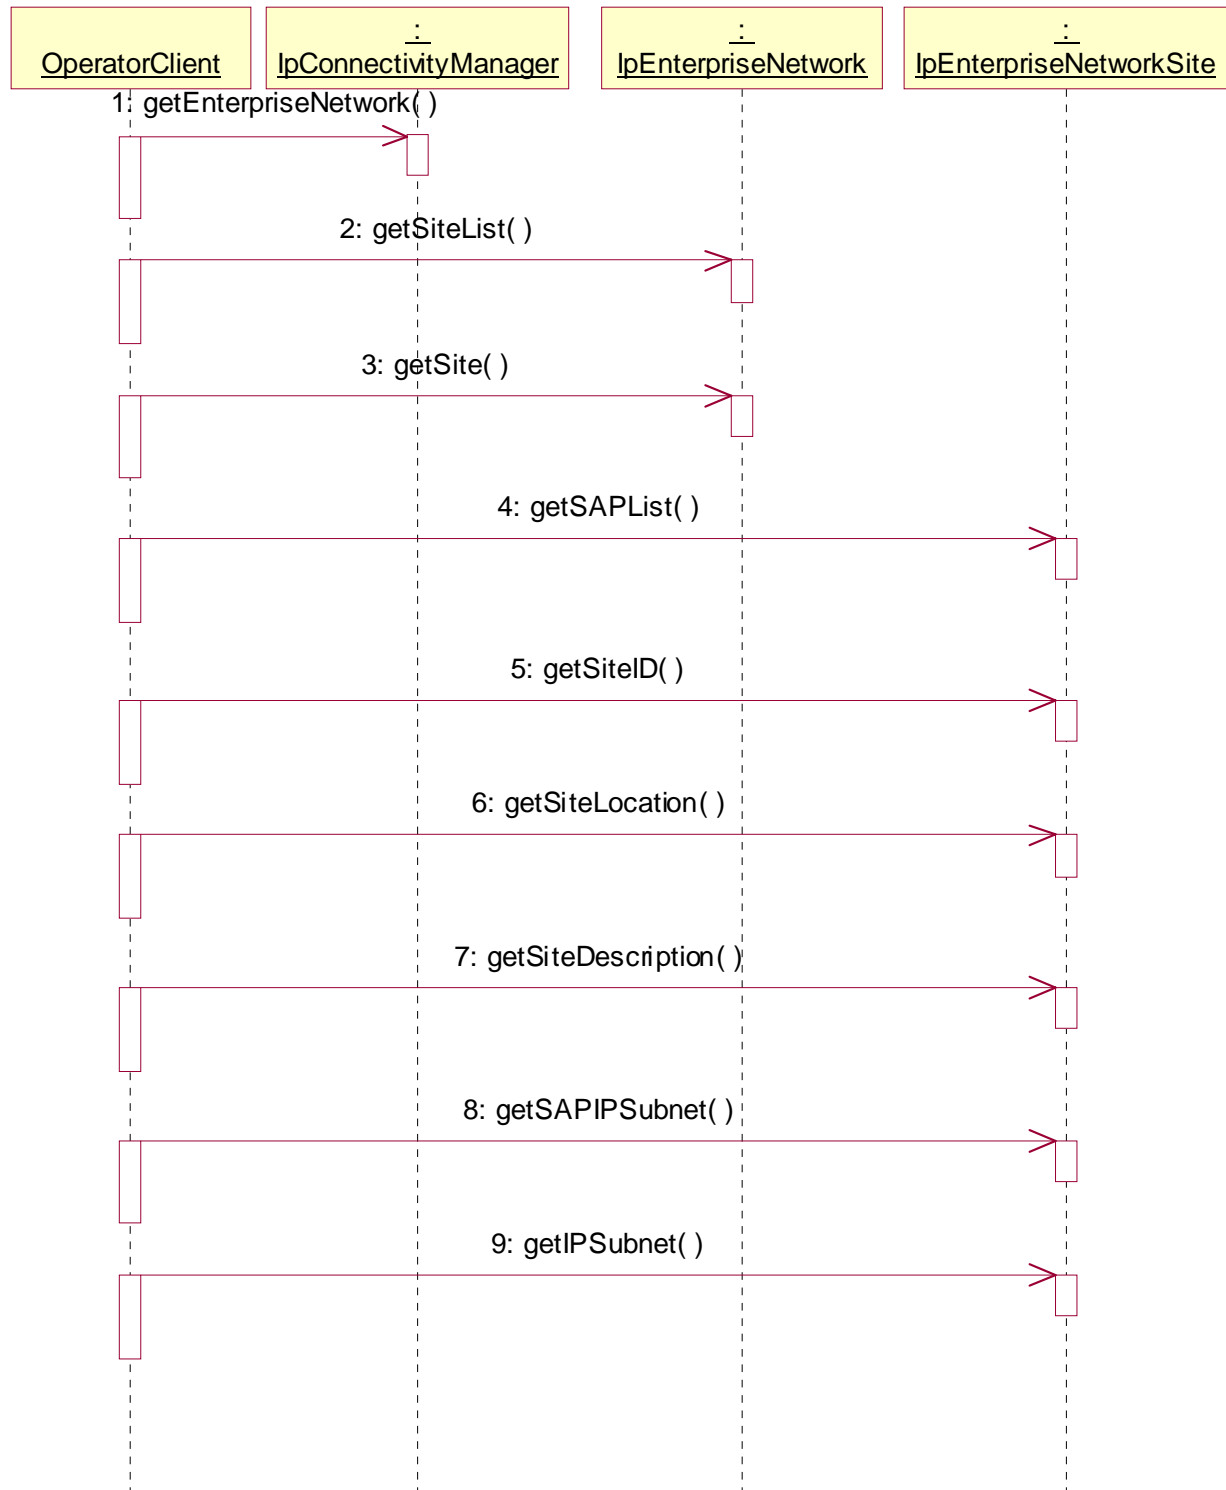 : : :
OperatorClient IpConnectivityManager IpEnterpriseNetwork IpEnterpriseNetworkSite
1: getEnterpriseNetwork( )
2: getSiteList( )
3: getSite( )
4: getSAPList( )
5: getSiteID( )
6: getSiteLocation( )
7: getSiteDescription( )
8: getSAPIPSubnet( )
9: getIPSubnet( )